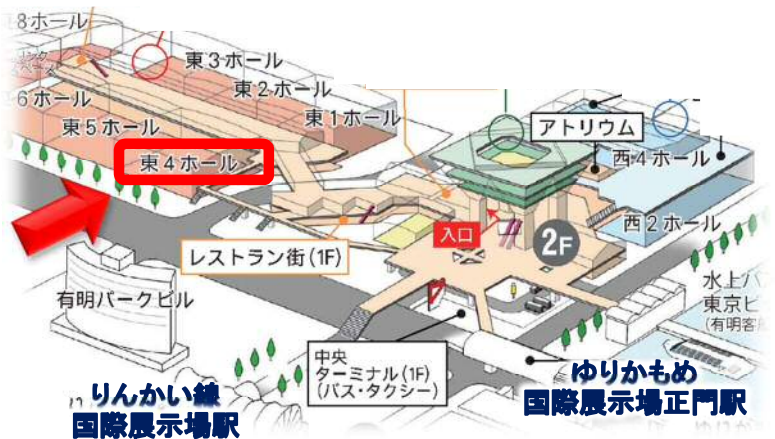 8ホール
東3ホール
東2ホール
東1ホール
6ホール
東5ホール
東4ホール
アトリウム
西4ホール
西2ホール
入口
2F
レストラン街(1F)
有明パークビル
水上バ
東京ビ
(有明客
中央
ターミナル(1F)
(バス・タクシー)
りんかい線
国際展示場駅
ゆりかもめ
国際展示場正門駅